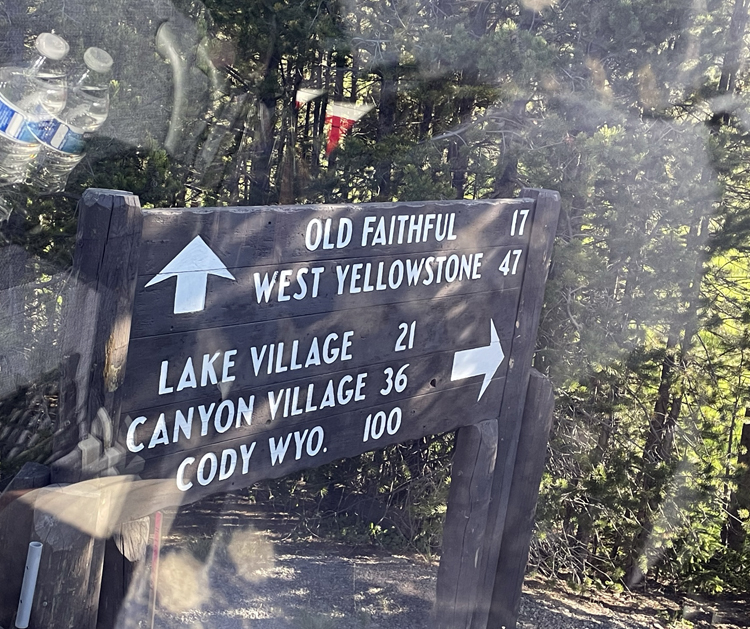 OLD FAITHFUL 17
WEST YELLOWSTONE 47
LAKE VILLAGE 21
CANYON VILLAGE 36
CODY WYO. 100